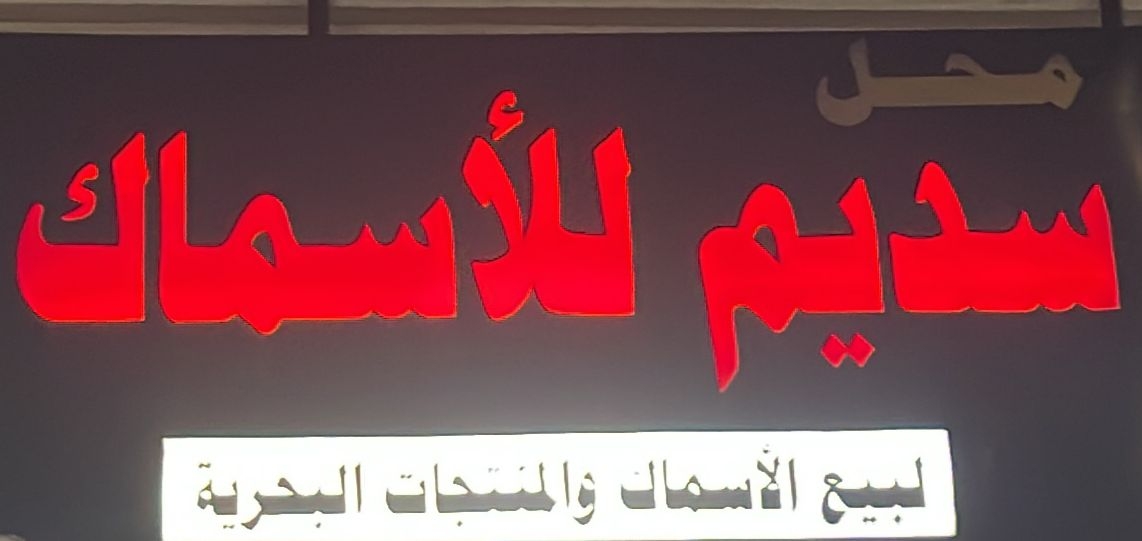 محل
سديم للأسماك
لبيع الأسماك والمنتجات البحرية